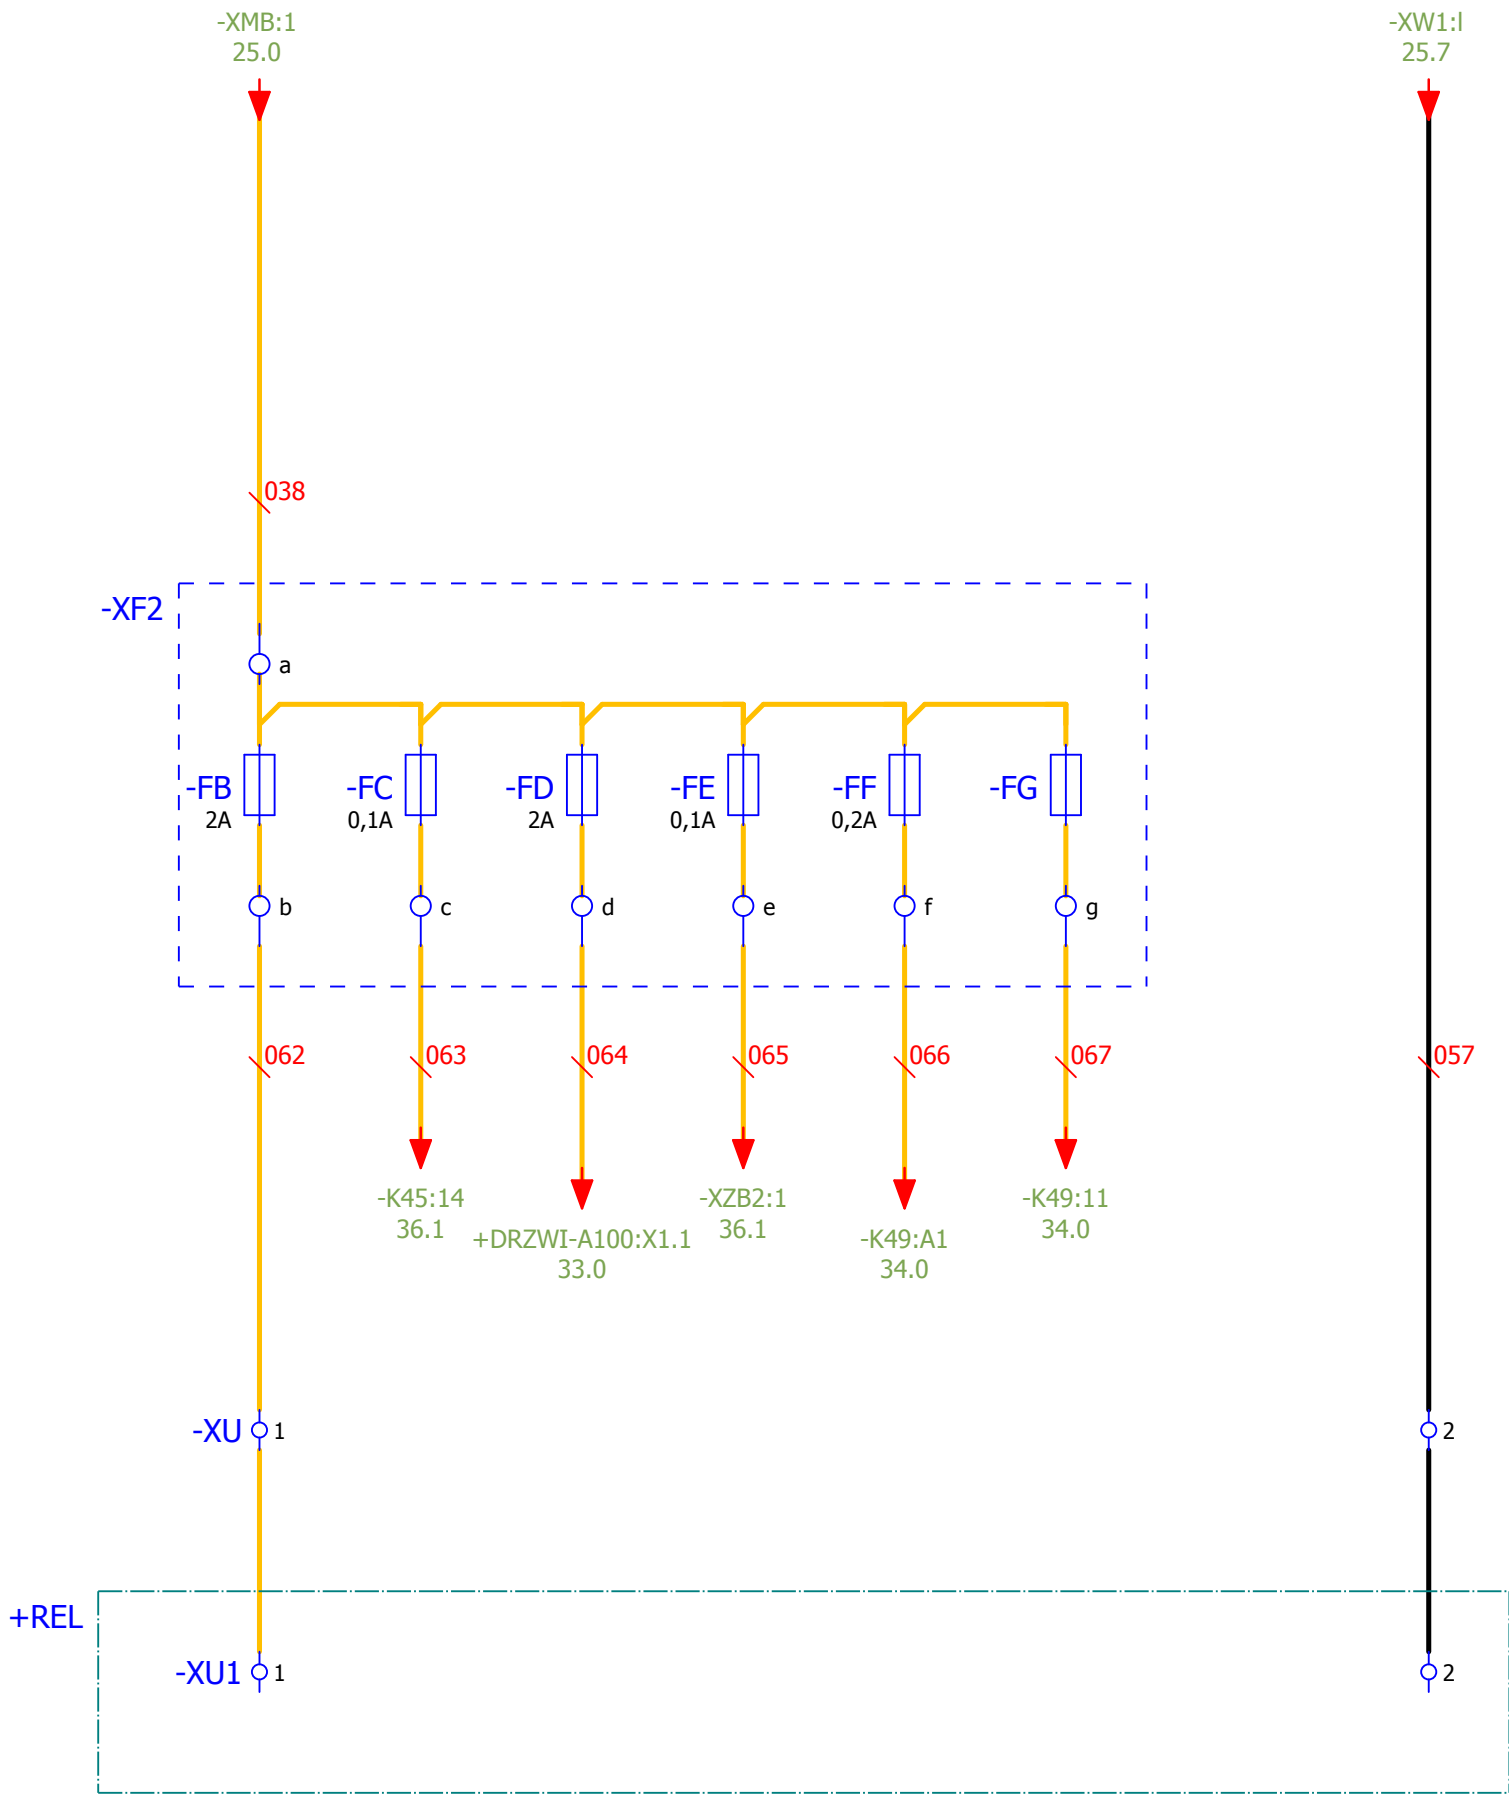 -XMB:1
25.0
-XW1:l
25.7
038
-XF2
a
-FB
2A
-FC
0,1A
-FD
2A
-FE
0,1A
-FF
0,2A
-FG
b
c
d
e
f
g
062
063
064
065
066
067
057
-K45:14
36.1
+DRZWI-A100:X1.1
33.0
-XZB2:1
36.1
-K49:A1
34.0
-K49:11
34.0
-XU
1
2
+REL
-XU1
1
2